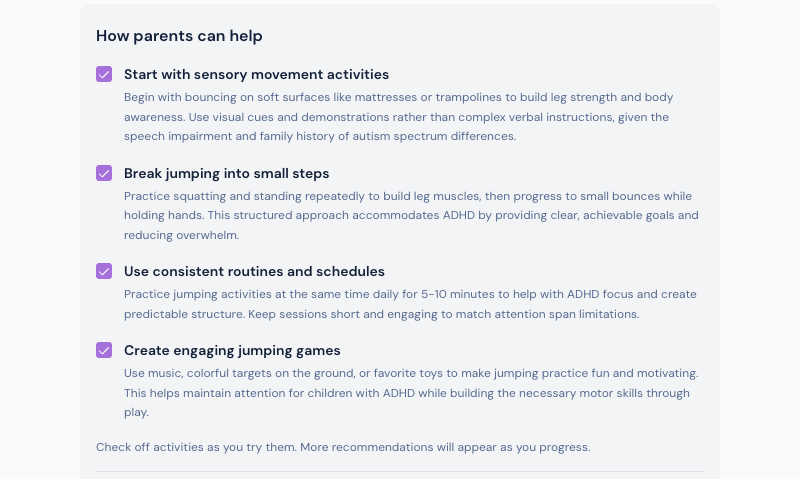 How parents can help
Start with sensory movement activities
Begin with bouncing on soft surfaces like mattresses or trampolines to build leg strength and body
awareness. Use visual cues and demonstrations rather than complex verbal instructions, given the
speech impairment and family history of autism spectrum differences.
Break jumping into small steps
Practice squatting and standing repeatedly to build leg muscles, then progress to small bounces while
holding hands. This structured approach accommodates ADHD by providing clear, achievable goals and
reducing overwhelm.
Use consistent routines and schedules
Practice jumping activities at the same time daily for 5-10 minutes to help with ADHD focus and create
predictable structure. Keep sessions short and engaging to match attention span limitations.
Create engaging jumping games
Use music, colorful targets on the ground, or favorite toys to make jumping practice fun and motivating.
This helps maintain attention for children with ADHD while building the necessary motor skills through
play.
Check off activities as you try them. More recommendations will appear as you progress.